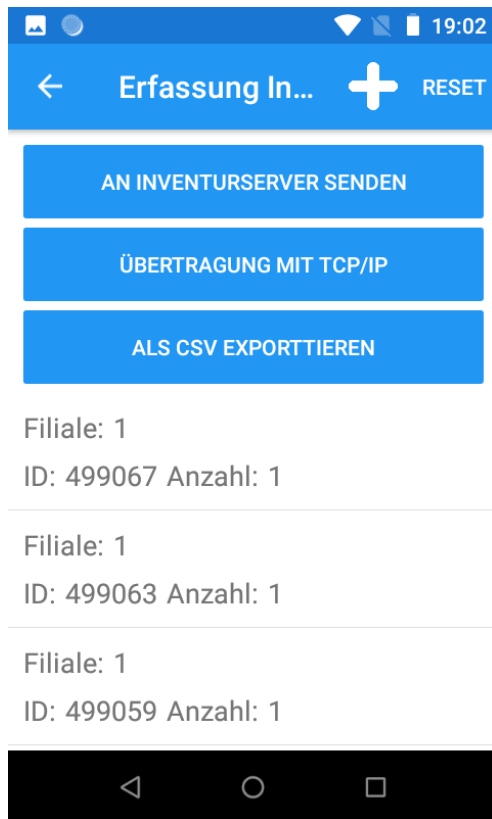 19:02
Erfassung In...
RESET
AN INVENTURSERVER SENDEN
ÜBERTRAGUNG MIT TCP/IP
ALS CSV EXPORTTIEREN
Filiale: 1
ID: 499067 Anzahl: 1
Filiale: 1
ID: 499063 Anzahl: 1
Filiale: 1
ID: 499059 Anzahl: 1